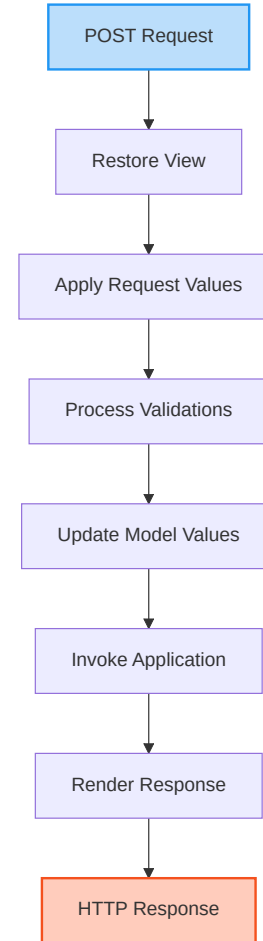 POST Request
Restore View
Apply Request Values
Process Validations
Update Model Values
Invoke Application
Render Response
HTTP Response